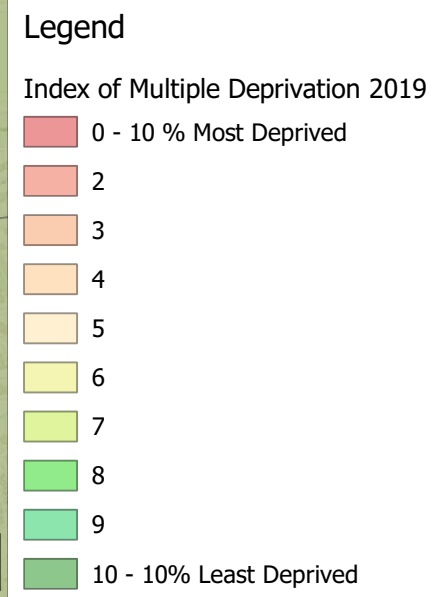 Legend
Index of Multiple Deprivation 2019
0 - 10 % Most Deprived
2
3
4
5
6
7
8
9
10 - 10% Least Deprived